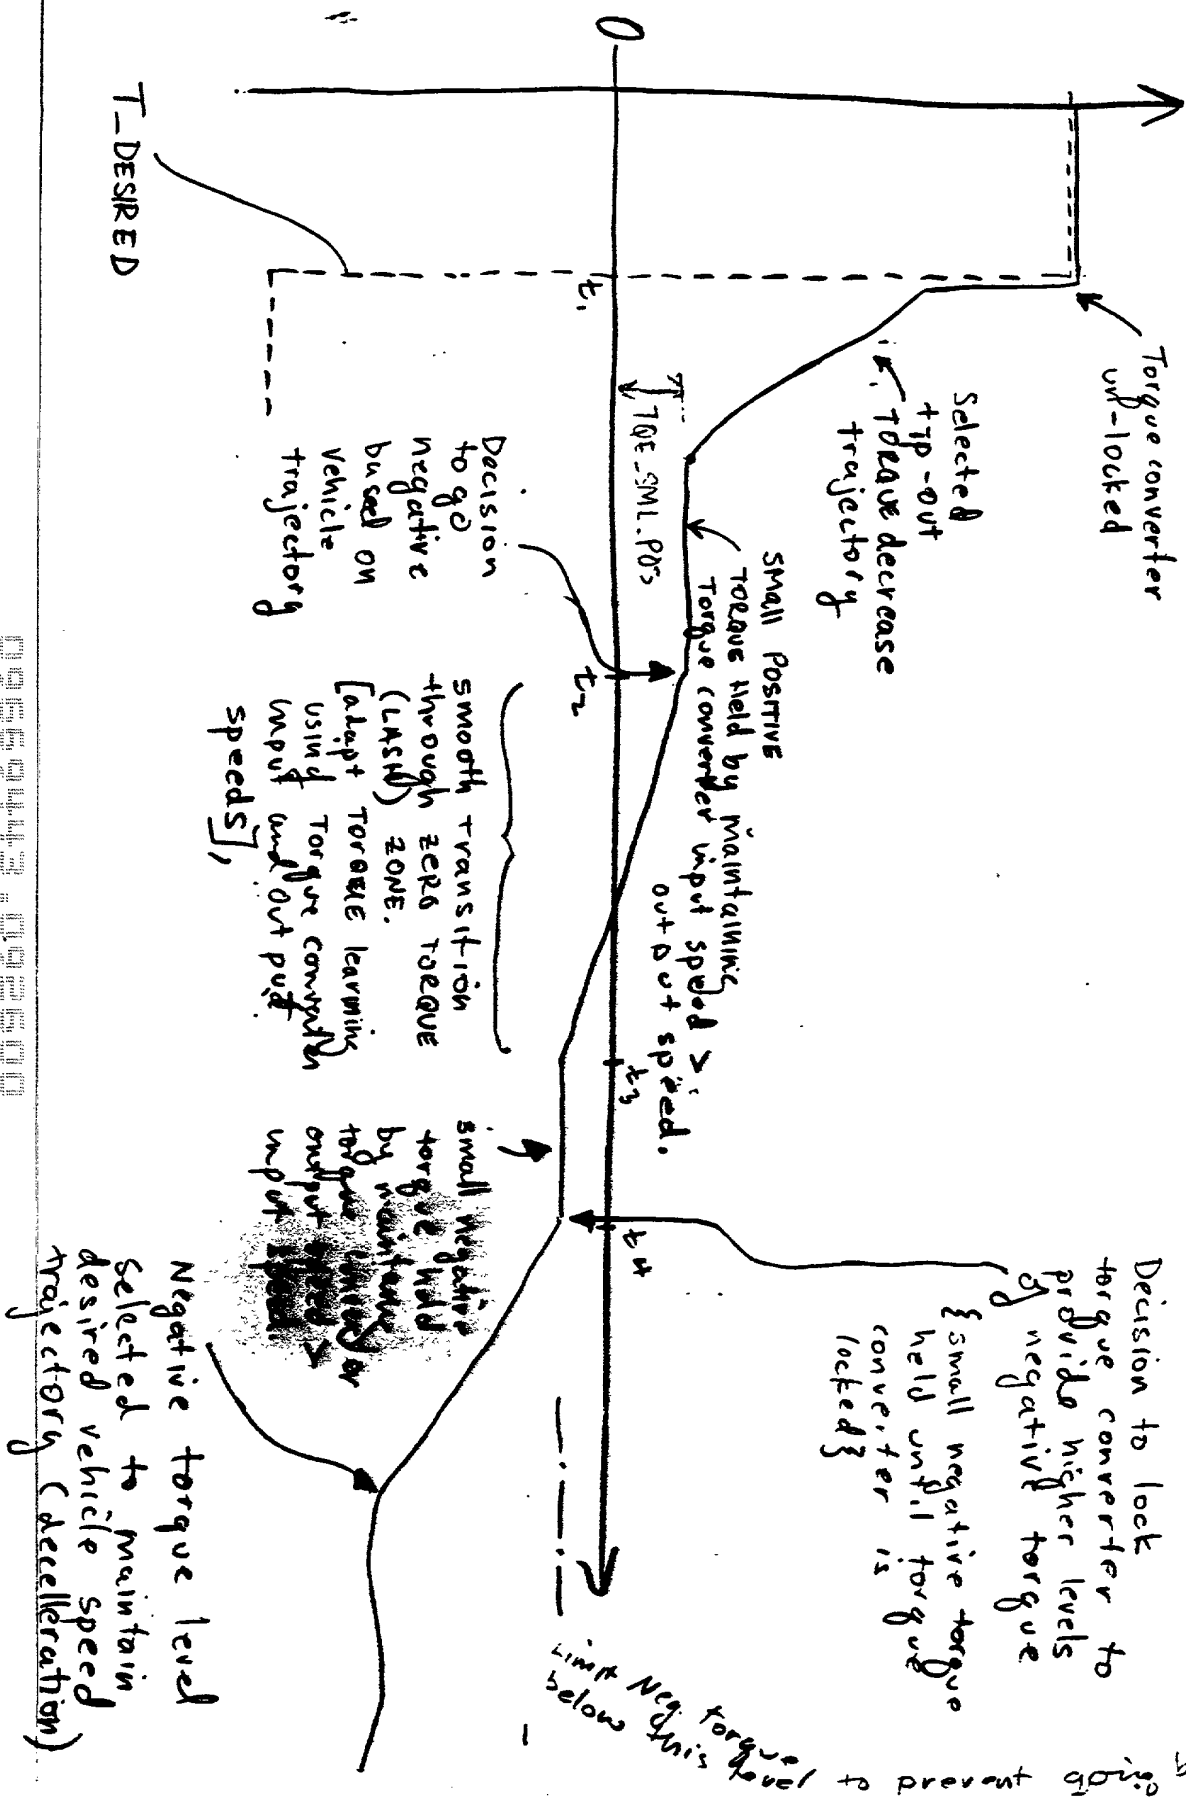 Torque converter
un-locked
Selected
tip-out
TORQUE decrease
trajectory
0
t₁
TQE_SML_POS
SMALL POSITIVE
TORQUE Held by Maintaining
Torque converter input speed >
output speed.
Decision to lock
torque converter to
provide higher levels
of negative torque
{small negative torque
held until torque
converter is
locked}
t₂
t₃
t₄
T_DESIRED
Decision
to go
negative
based on
vehicle
trajectory
smooth transition
through ZERO TORQUE
(LASH) ZONE.
[adapt TORQUE learning
using Torque converter
input and output
speeds],
small negative
torque held
by maintaining
torque converter
output speed >
input speed.
Negative torque level
Selected to maintain
desired vehicle speed
trajectory (decelleration)
Limit Neg. torque
below this level to prevent going